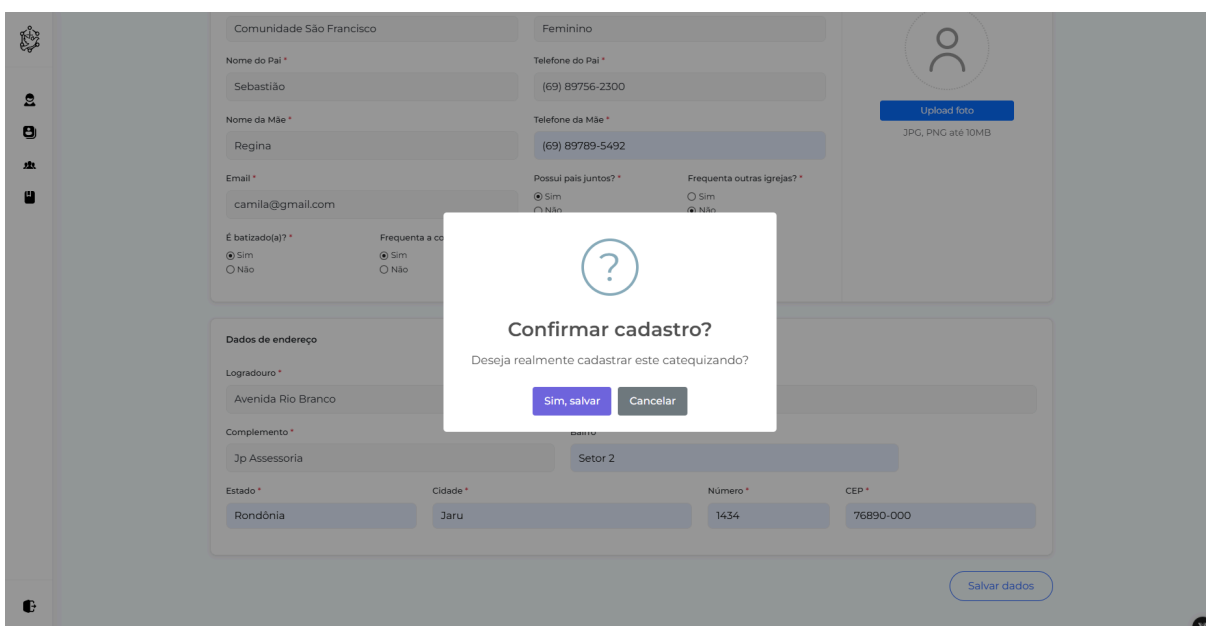 Comunidade São Francisco
Feminino
Nome do Pai *
Telefone do Pai *
Sebastião
(69) 89756-2300
Upload foto
JPG, PNG até 10MB
Nome da Mãe *
Telefone da Mãe *
Regina
(69) 89789-5492
Email *
Possui pais juntos? *
Frequenta outras igrejas? *
camila@gmail.com
Sim
Não
Sim
Não
É batizado(a)? *
Frequenta a co
Sim
Não
Sim
Não
?
Confirmar cadastro?
Deseja realmente cadastrar este catequizando?
Sim, salvar
Cancelar
Dados de endereço
Logradouro *
Avenida Rio Branco
Complemento *
Bairro
Jp Assessoria
Setor 2
Estado *
Cidade *
Número *
CEP *
Rondônia
Jaru
1434
76890-000
Salvar dados